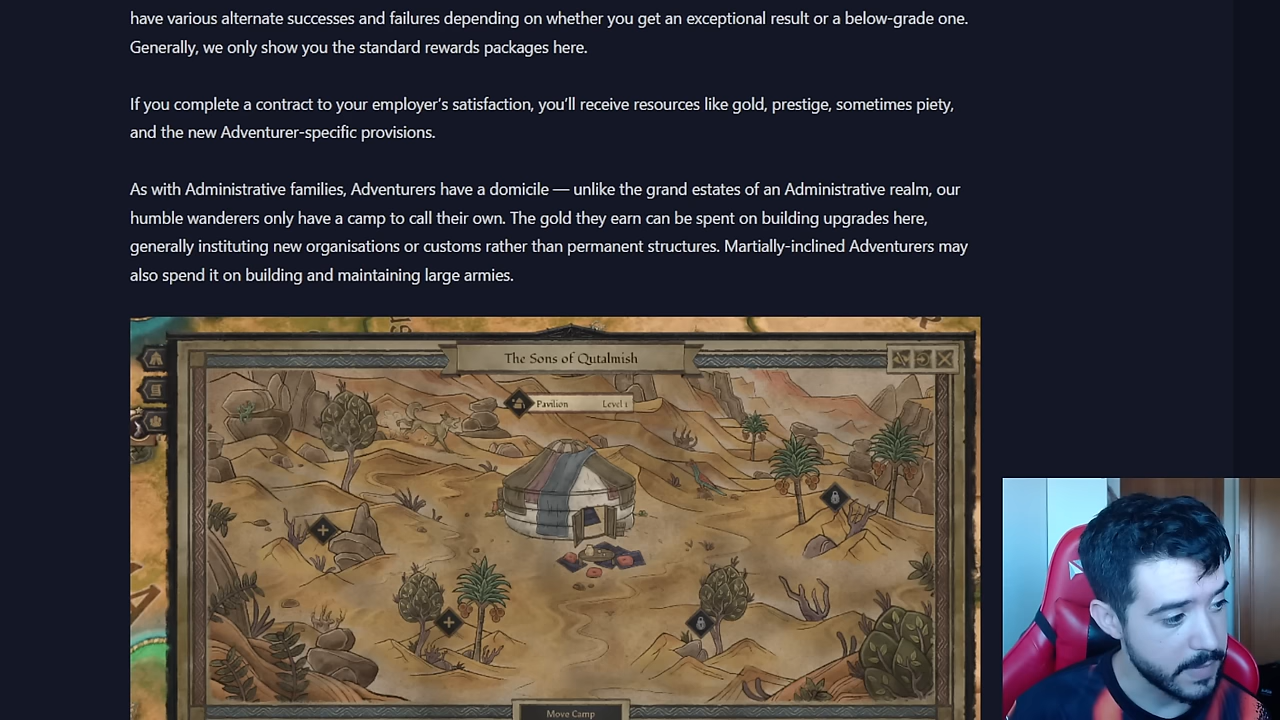 have various alternate successes and failures depending on whether you get an exceptional result or a below-grade one.
Generally, we only show you the standard rewards packages here.
If you complete a contract to your employer’s satisfaction, you’ll receive resources like gold, prestige, sometimes piety,
and the new Adventurer-specific provisions.
As with Administrative families, Adventurers have a domicile — unlike the grand estates of an Administrative realm, our
humble wanderers only have a camp to call their own. The gold they earn can be spent on building upgrades here,
generally instituting new organisations or customs rather than permanent structures. Martially-inclined Adventurers may
also spend it on building and maintaining large armies.
The Sons of Qutalmish
Pavilion Level 1
Move Camp